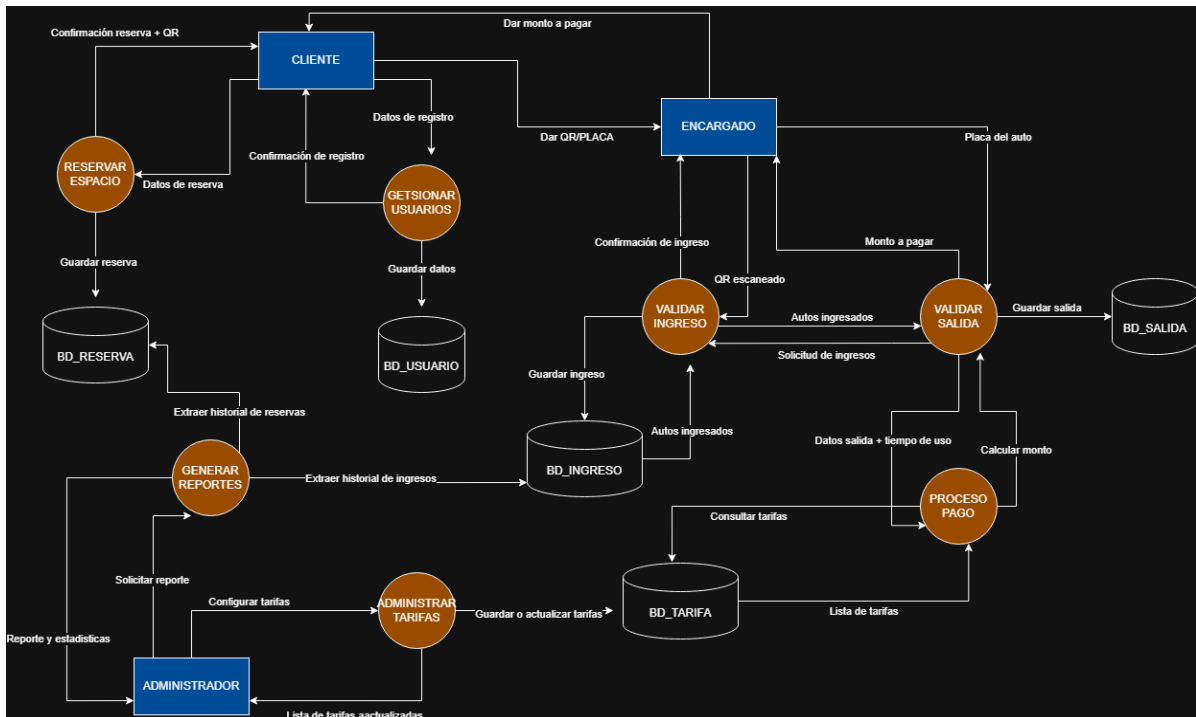 Dar monto a pagar
Confirmación reserva + QR
CLIENTE
Datos de registro
ENCARGADO
Dar QR/PLACA
Placa del auto
Confirmación de registro
RESERVAR
ESPACIO
Datos de reserva
GETSIONAR
USUARIOS
Confirmación de ingreso
Monto a pagar
Guardar reserva
Guardar datos
QR escaneado
VALIDAR
INGRESO
Autos ingresados
VALIDAR
SALIDA
Guardar salida
BD_SALIDA
BD_RESERVA
BD_USUARIO
Solicitud de ingresos
Guardar ingreso
Extraer historial de reservas
Autos ingresados
Datos salida + tiempo de uso
Calcular monto
GENERAR
REPORTES
Extraer historial de ingresos
BD_INGRESO
PROCESO
PAGO
Consultar tarifas
Solicitar reporte
Configurar tarifas
ADMINISTRAR
TARIFAS
Guardar o actualizar tarifas
BD_TARIFA
Lista de tarifas
Reporte y estadísticas
ADMINISTRADOR
Lista de tarifas aactualizadas